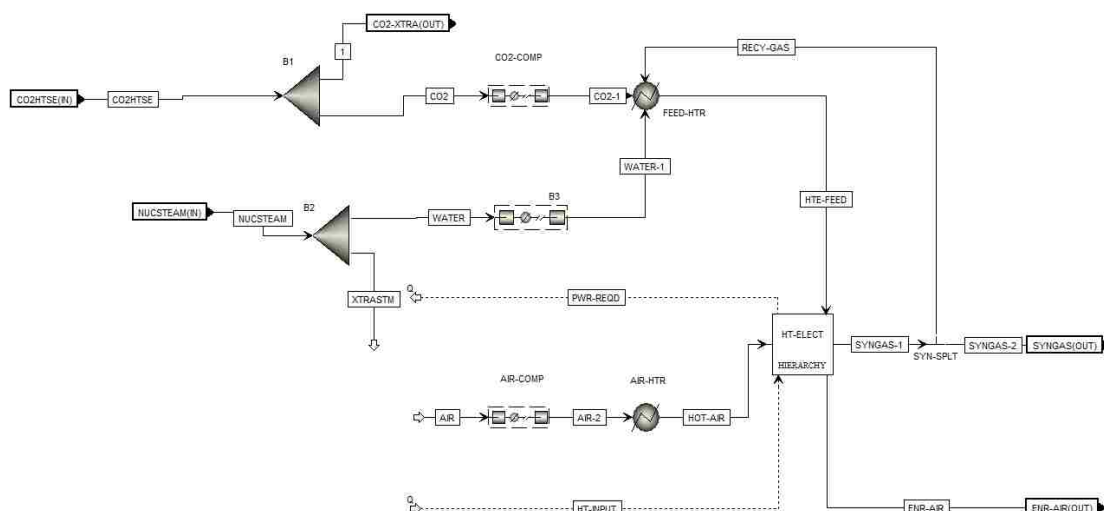 CO2-XTRA(OUT)
1
B1
CO2-COMP
RECY-GAS
CO2HTSE(IN)
CO2HTSE
CO2
CO2-1
FEED-HTR
WATER-1
B3
HTE-FEED
NUCSTEAM(IN)
NUCSTEAM
B2
WATER
XTRASTM
Q
PWR-REQD
HT-ELECT
HIERARCHY
SYNGAS-1
SYN-SPLT
SYNGAS-2
SYNGAS(OUT)
AIR-COMP
AIR-HTR
AIR
AIR-2
HOT-AIR
Q
HT-INPUT
ENR-AIR
ENR-AIR(OUT)